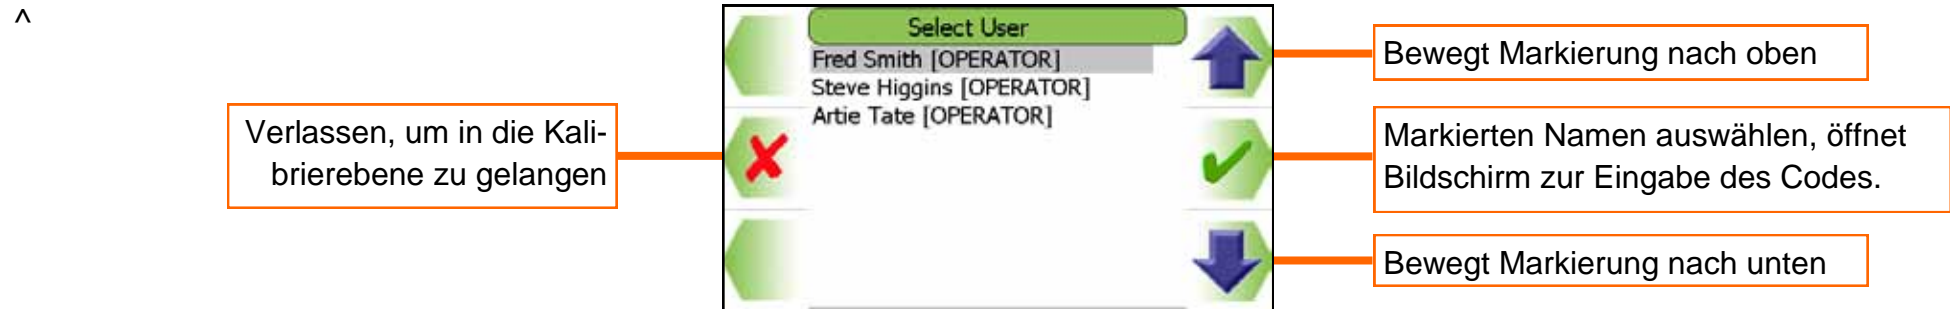 ^
Select User
Fred Smith [OPERATOR]
Steve Higgins [OPERATOR]
Artie Tate [OPERATOR]
Verlassen, um in die Kali-
brierebene zu gelangen
Bewegt Markierung nach oben
Markierten Namen auswählen, öffnet
Bildschirm zur Eingabe des Codes.
Bewegt Markierung nach unten